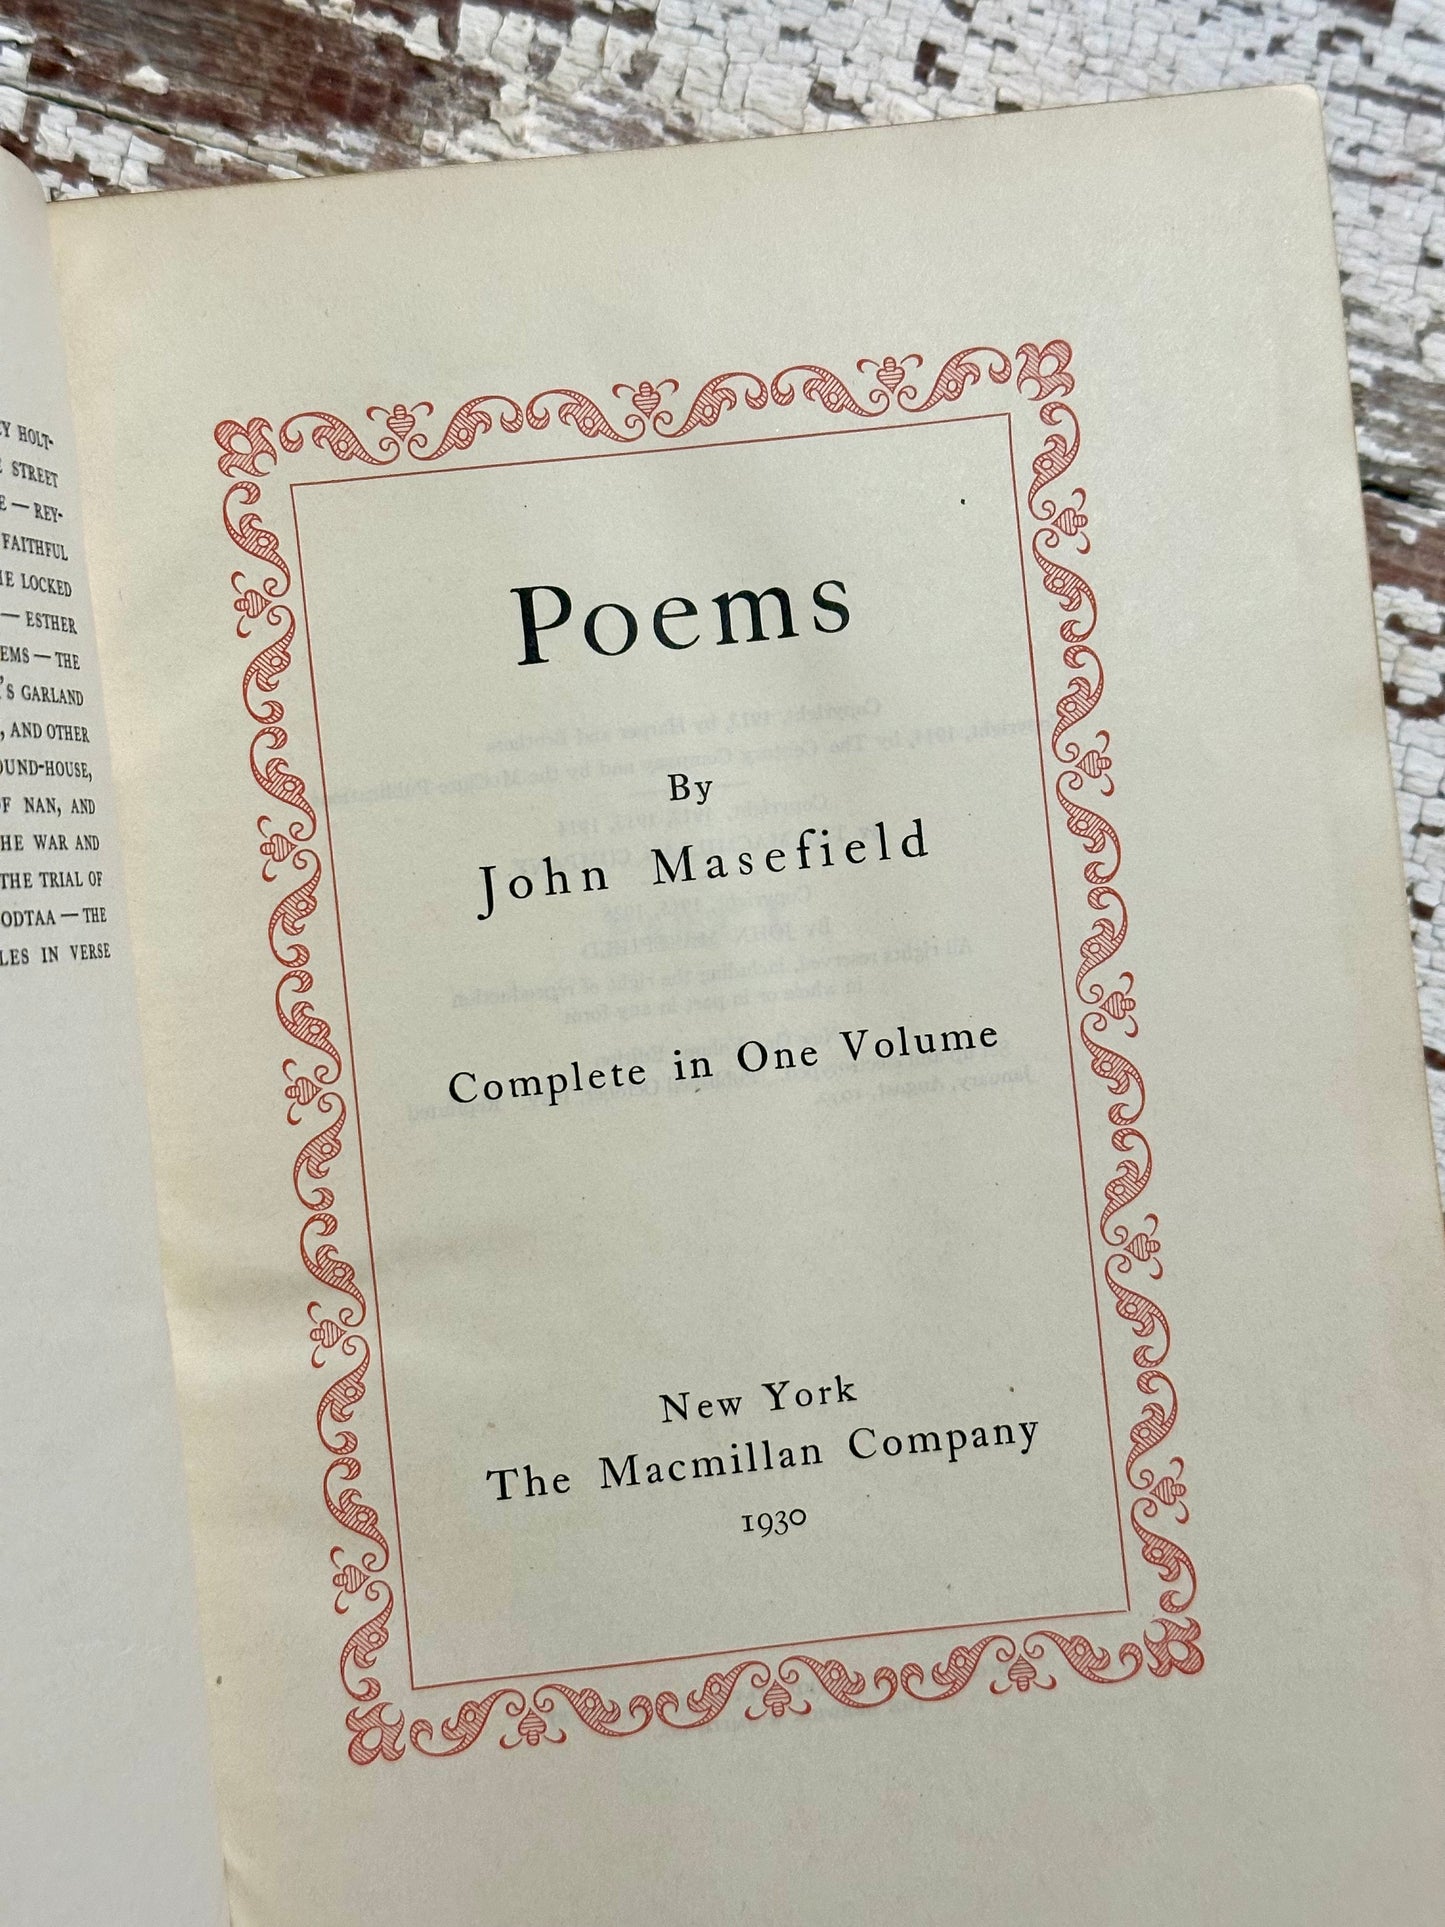 Y HOLT-
STREET
E — REY-
FAITHFUL
HE LOCKED
— ESTHER
EMS — THE
'S GARLAND
, AND OTHER
OUND-HOUSE,
OF NAN, AND
HE WAR AND
THE TRIAL OF
ODTAA — THE
LES IN VERSE
Poems
By
John Masefield
Complete in One Volume
New York
The Macmillan Company
1930